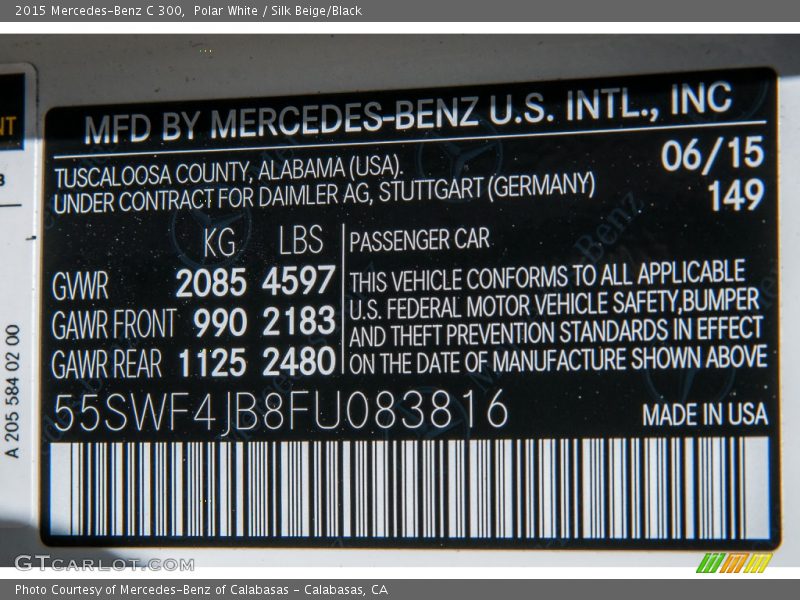 2015 Mercedes-Benz C 300,  Polar White / Silk Beige/Black
NT
MFD BY MERCEDES-BENZ U.S. INTL., INC
TUSCALOOSA COUNTY, ALABAMA (USA).
06/15
UNDER CONTRACT FOR DAIMLER AG, STUTTGART (GERMANY)
149
KG LBS
PASSENGER CAR
GWWR 2085 4597
GAWR FRONT 990 2183
GAWR REAR 1125 2480
THIS VEHICLE CONFORMS TO ALL APPLICABLE
U.S. FEDERAL MOTOR VEHICLE SAFETY,BUMPER
AND THEFT PREVENTION STANDARDS IN EFFECT
ON THE DATE OF MANUFACTURE SHOWN ABOVE
55SWF4JB8FU083816
MADE IN USA
A 205 584 02 00
GTCARLOT.COM
Photo Courtesy of Mercedes-Benz of Calabasas - Calabasas, CA